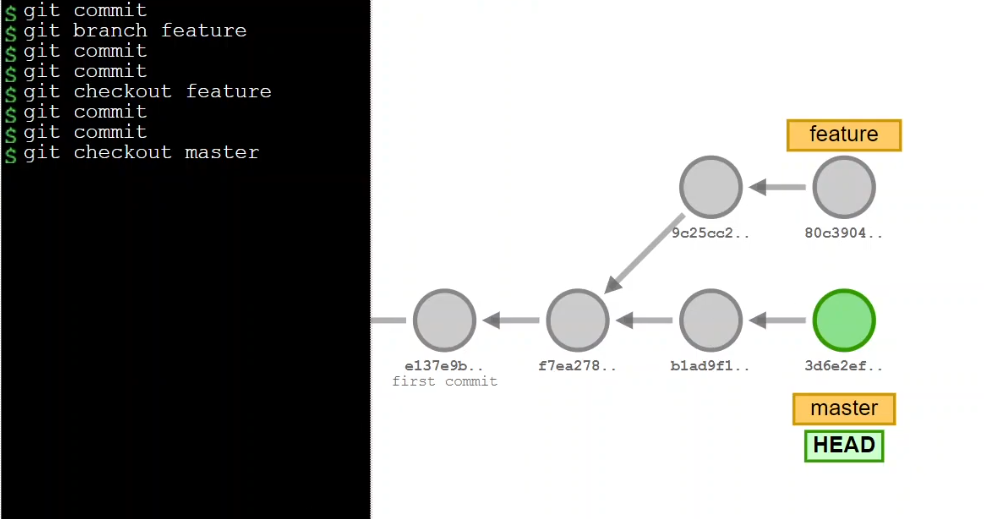 $ git commit
$ git branch feature
$ git commit
$ git commit
$ git checkout feature
$ git commit
$ git commit
$ git checkout master
feature
9c25cc2..
80c3904..
e137e9b..
first commit
f7ea278..
b1ad9f1..
3d6e2ef..
master
HEAD